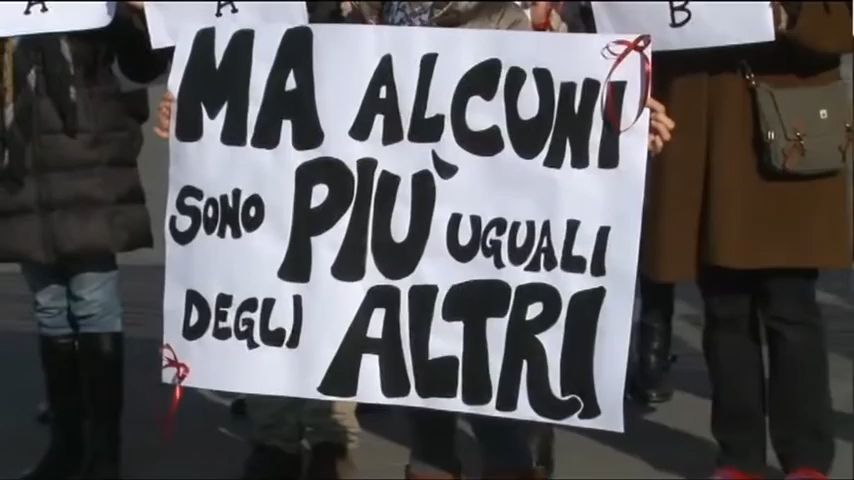 A A B
MA ALCUNI
SONO PIÙ UGUALI
DEGLI ALTRI